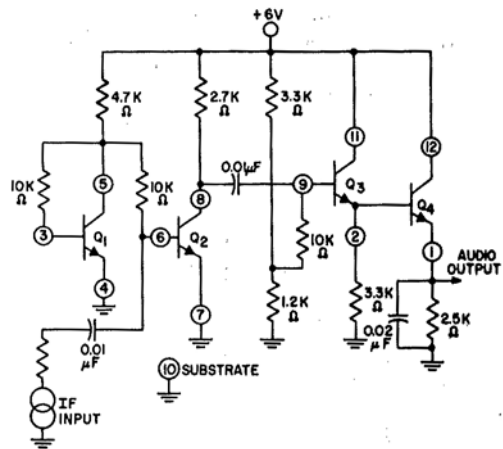 +6V
4.7K
Ω
2.7K
Ω
3.3K
Ω
11
12
0.01µF
10K
Ω
5
10K
Ω
8
9
Q3
3
Q1
6
Q2
2
Q4
10K
Ω
1
AUDIO
OUTPUT
4
7
1.2K
Ω
3.3K
Ω
0.02
µF
2.5K
Ω
0.01
µF
10 SUBSTRATE
IF
INPUT